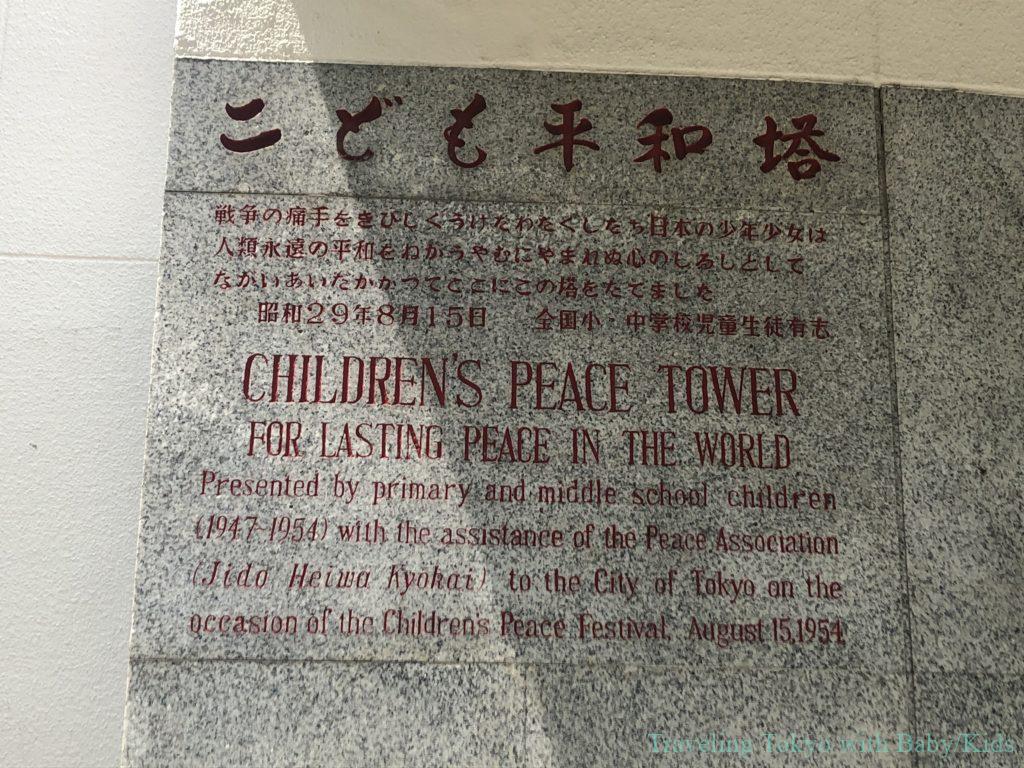 こども平和塔
戦争の痛手をきびしくうけたわたくしたち日本の少年少女は
人類永遠の平和をねがうやむにやまれぬ心のしるしとして
ながいあいだかかつてここにこの塔をたてました
昭和29年8月15日 全国小・中学校児童生徒有志
CHILDREN'S PEACE TOWER
FOR LASTING PEACE IN THE WORLD
Presented by primary and middle school children
(1947-1954) with the assistance of the Peace Association
(Jido Heiwa Kyokai) to the City of Tokyo on the
occasion of the Children's Peace Festival, August 15,1954.
Traveling Tokyo with Baby/Kids